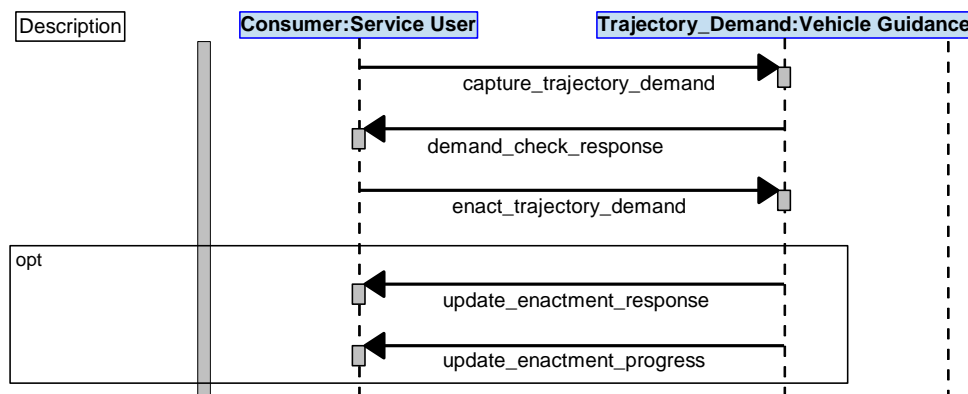 Description
Consumer:Service User
Trajectory_Demand:Vehicle Guidance
capture_trajectory_demand
demand_check_response
enact_trajectory_demand
opt
update_enactment_response
update_enactment_progress